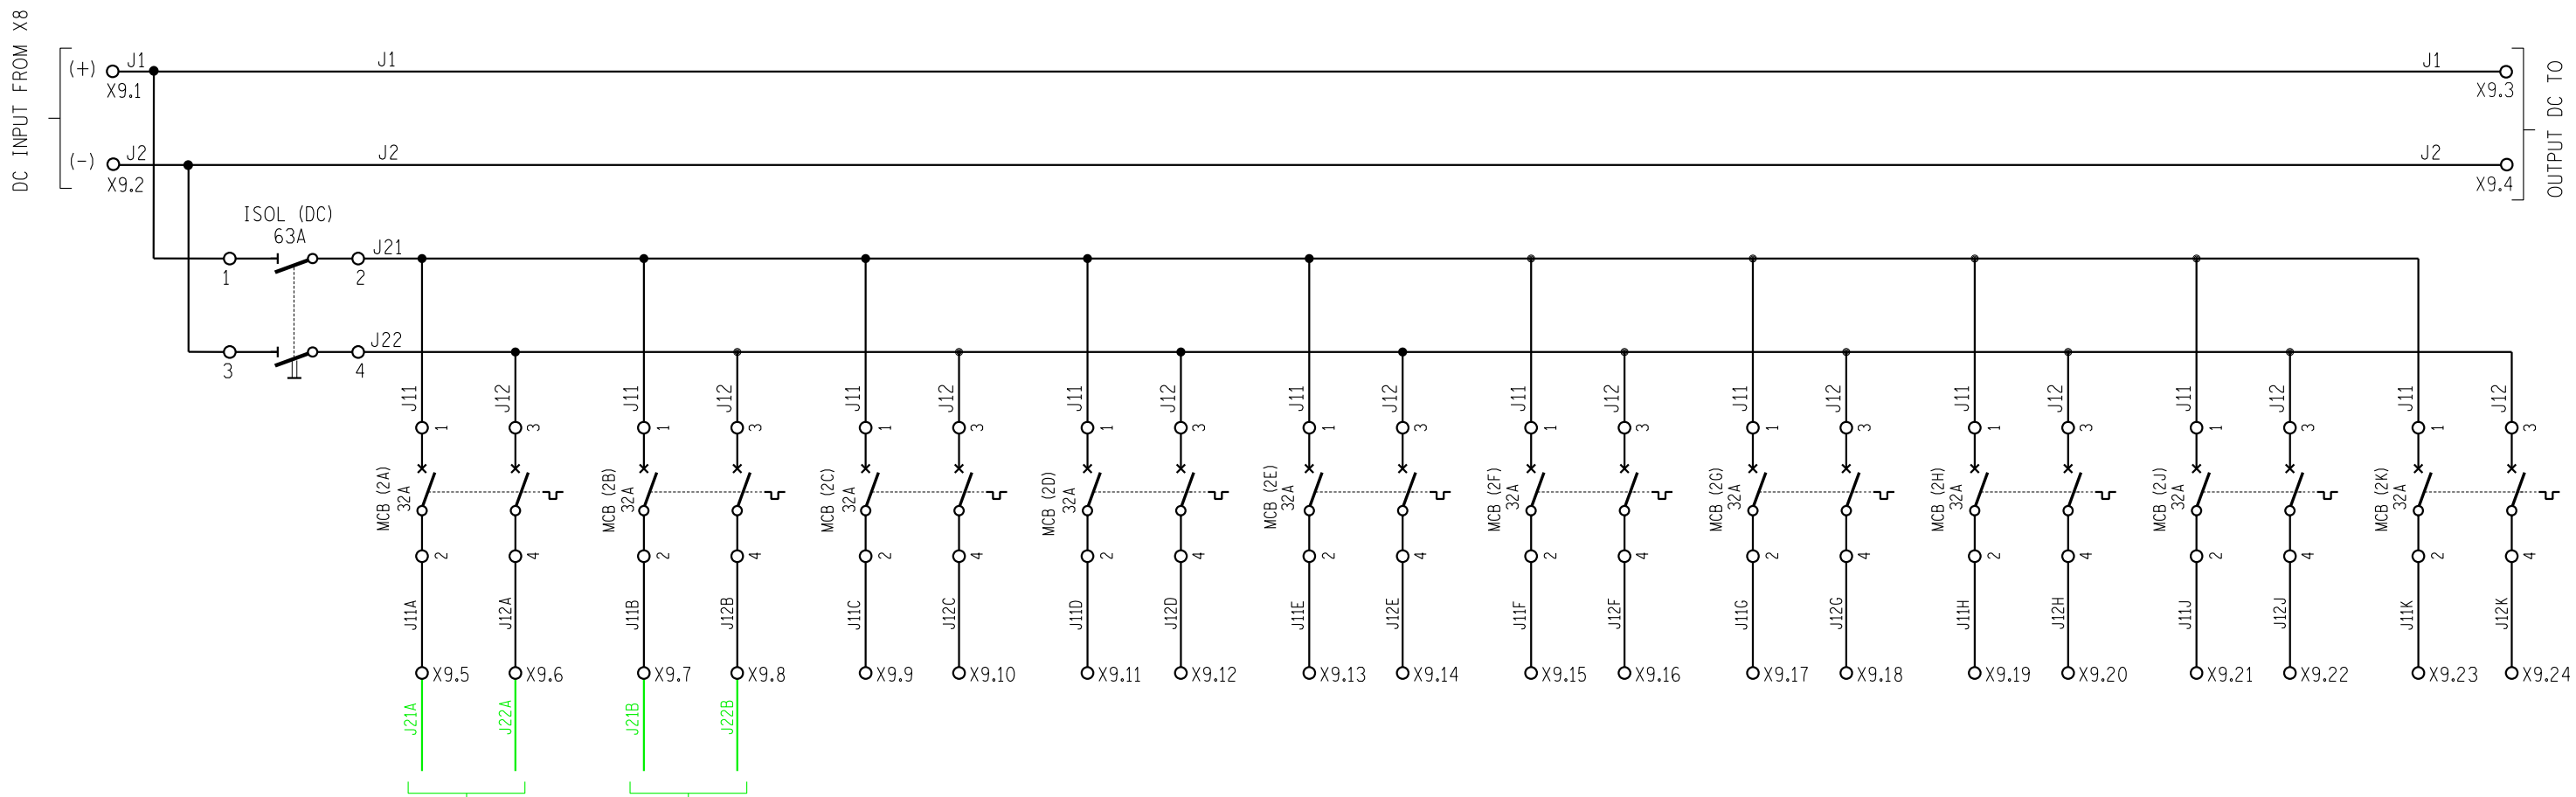 DC INPUT FROM X8
(+)
J1
J1
J1
X9.1
X9.3
(-)
J2
J2
J2
X9.2
X9.4
OUTPUT DC TO
ISOL (DC)
63A
J21
1
2
J22
3
4
J11
J12
J11
J12
J11
J12
J11
J12
J11
J12
J11
J12
J11
J12
J11
J12
J11
J12
J11
J12
1
3
1
3
1
3
1
3
1
3
1
3
1
3
1
3
1
3
1
3
MCB (2A)
32A
MCB (2B)
32A
MCB (2C)
32A
MCB (2D)
32A
MCB (2E)
32A
MCB (2F)
32A
MCB (2G)
32A
MCB (2H)
32A
MCB (2J)
32A
MCB (2K)
32A
2
4
2
4
2
4
2
4
2
4
2
4
2
4
2
4
2
4
2
4
J11A
J12A
J11B
J12B
J11C
J12C
J11D
J12D
J11E
J12E
J11F
J12F
J11G
J12G
J11H
J12H
J11J
J12J
J11K
J12K
X9.5
X9.6
X9.7
X9.8
X9.9
X9.10
X9.11
X9.12
X9.13
X9.14
X9.15
X9.16
X9.17
X9.18
X9.19
X9.20
X9.21
X9.22
X9.23
X9.24
J21A
J22A
J21B
J22B